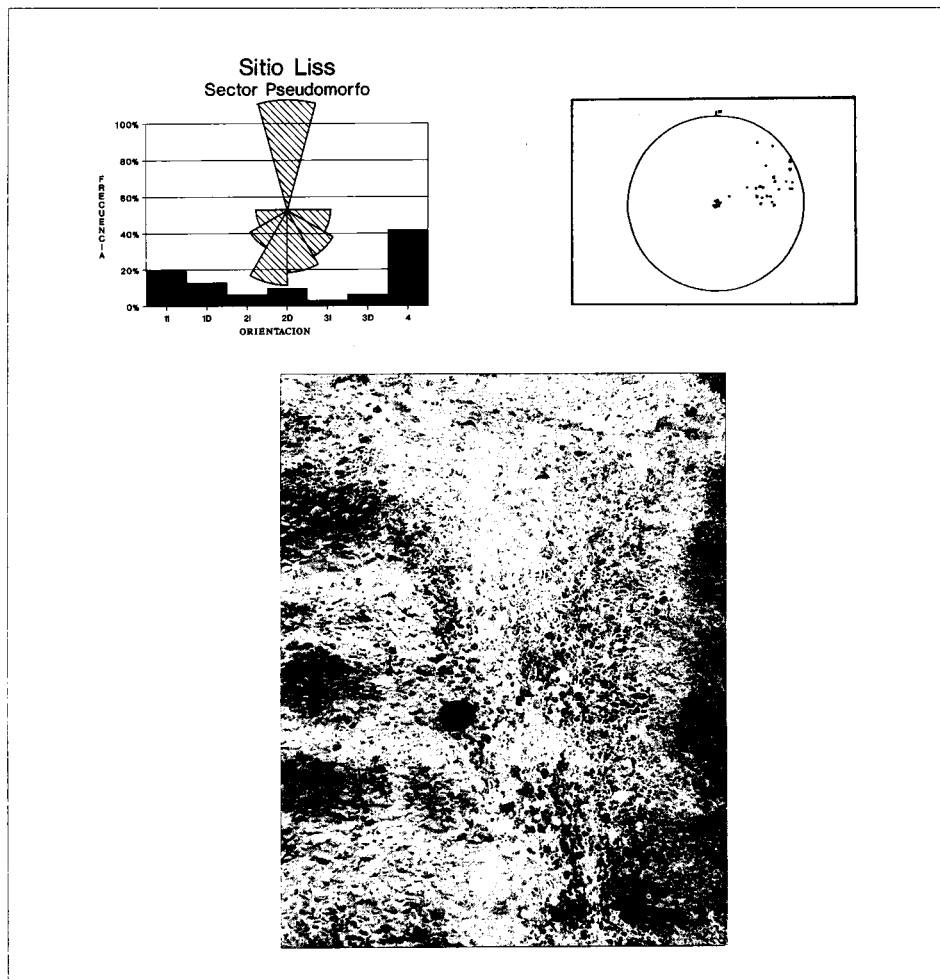 Sitio Liss
Sector Pseudomorfo
100%
80%
60%
40%
20%
0%
FRECUENCIA
1I 1D 2I 2D 3I 3D 4
ORIENTACION